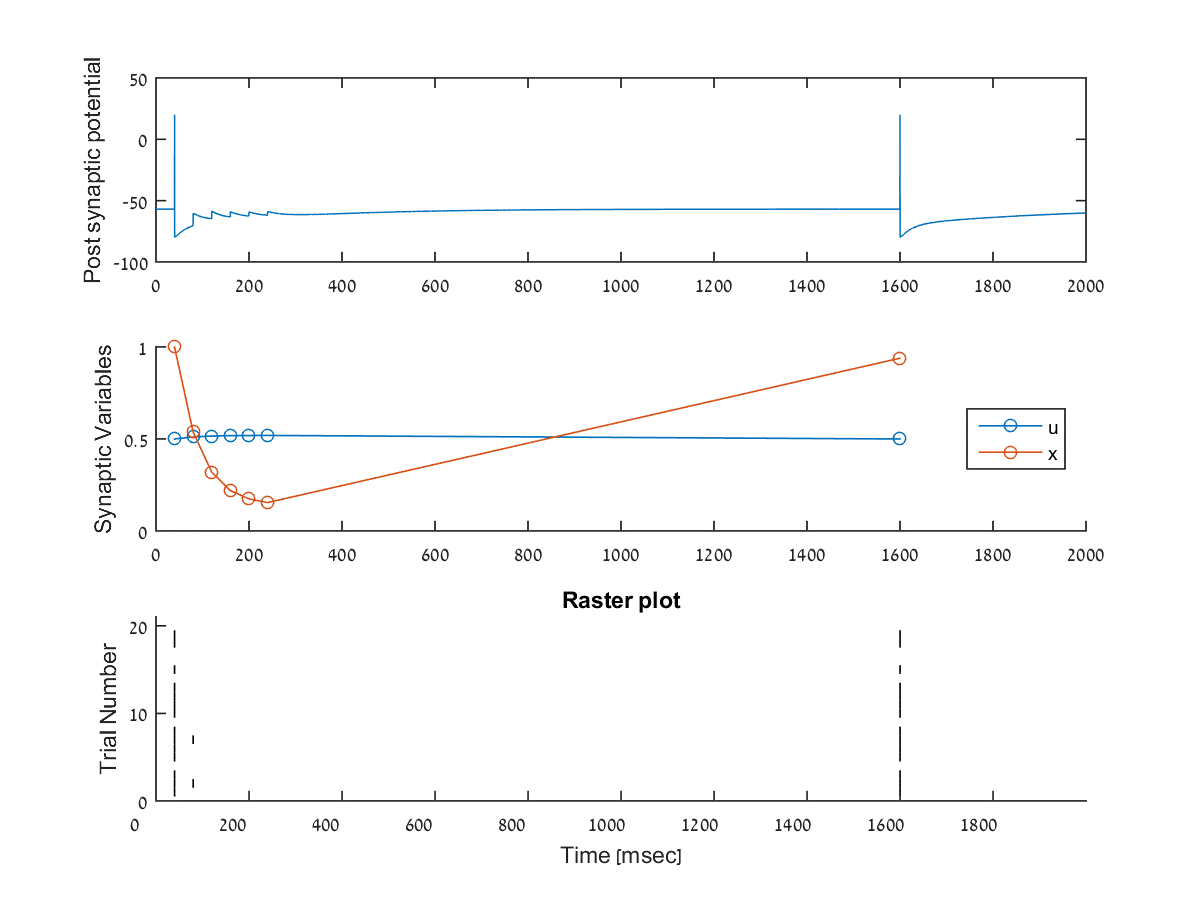 Post synaptic potential
50
0
-50
-100
0 200 400 600 800 1000 1200 1400 1600 1800 2000
Synaptic Variables
1
0.5
0
u
x
0 200 400 600 800 1000 1200 1400 1600 1800 2000
Raster plot
Trial Number
20
10
0
0 200 400 600 800 1000 1200 1400 1600 1800
Time [msec]